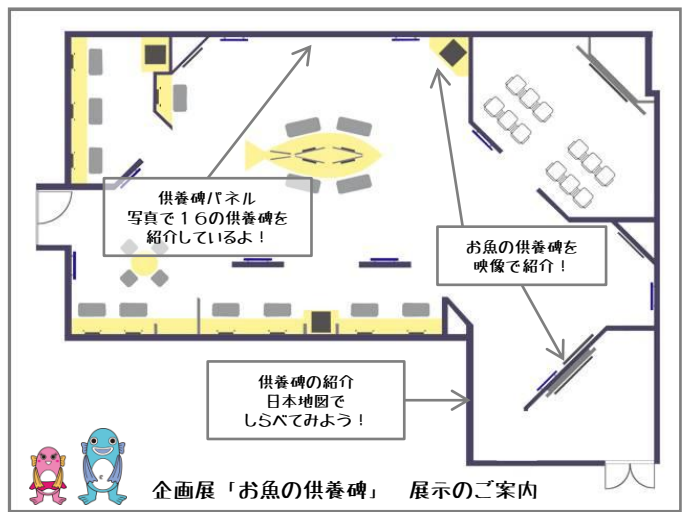 供養碑パネル
写真で１６の供養碑を
紹介しているよ！
お魚の供養碑を
映像で紹介！
供養碑の紹介
日本地図で
しらべてみよう！
企画展「お魚の供養碑」　展示のご案内